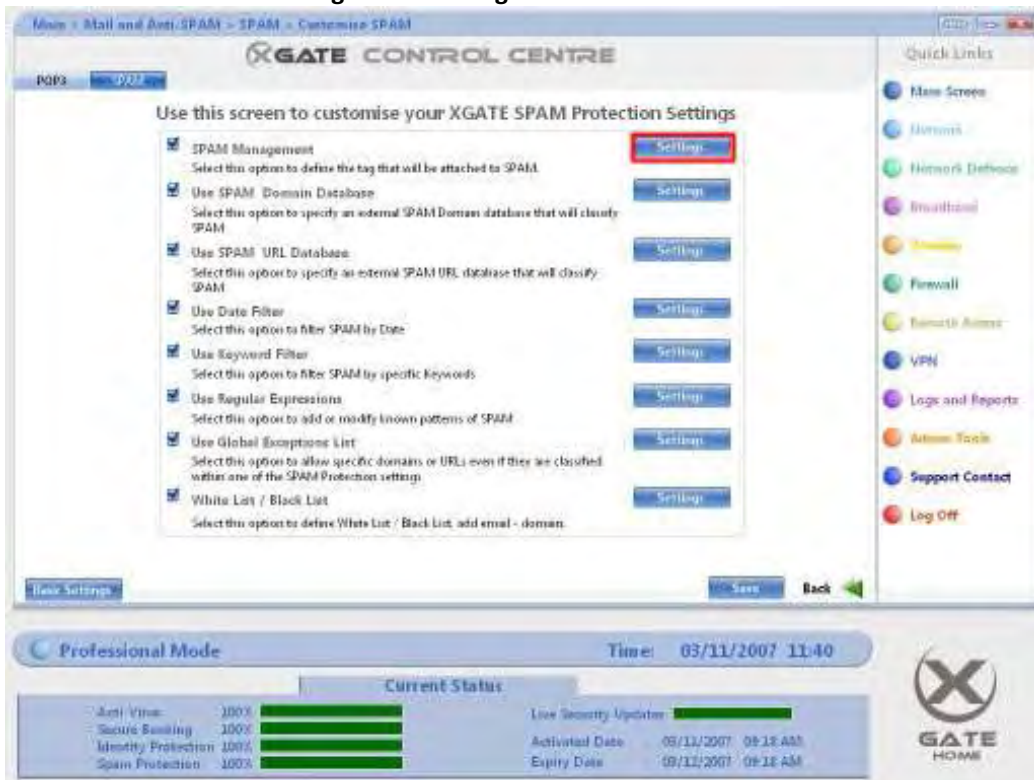 Main > Mail and Anti-SPAM > SPAM > Customise SPAM
XGATE CONTROL CENTRE
POP3 SPAM
Use this screen to customise your XGATE SPAM Protection Settings
SPAM Management Settings
Select this option to define the tag that will be attached to SPAM.
Use SPAM Domain Database Settings
Select this option to specify an external SPAM Domain database that will classify
SPAM
Use SPAM URL Database Settings
Select this option to specify an external SPAM URL database that will classify
SPAM
Use Date Filter Settings
Select this option to filter SPAM by Date
Use Keyword Filter Settings
Select this option to filter SPAM by specific Keywords
Use Regular Expressions Settings
Select this option to add or modify known patterns of SPAM
Use Global Exceptions List Settings
Select this option to allow specific domains or URLs even if they are classified
within one of the SPAM Protection settings
White List / Black List Settings
Select this option to define White List / Black List, add email - domain.
Basic Settings Save Back
Quick Links
Main Screen
Network
Network Defence
Broadband
Firewall
Remote Access
VPN
Logs and Reports
Admin Tools
Support Contact
Log Off
Professional Mode Time: 03/11/2007 11:40
Current Status
Anti Virus 100%
Secure Banking 100%
Identity Protection 100%
Spam Protection 100%
Live Security Updates
Activated Date 09:18 AM
Expiry Date 09:18 AM
X
GATE
HOME